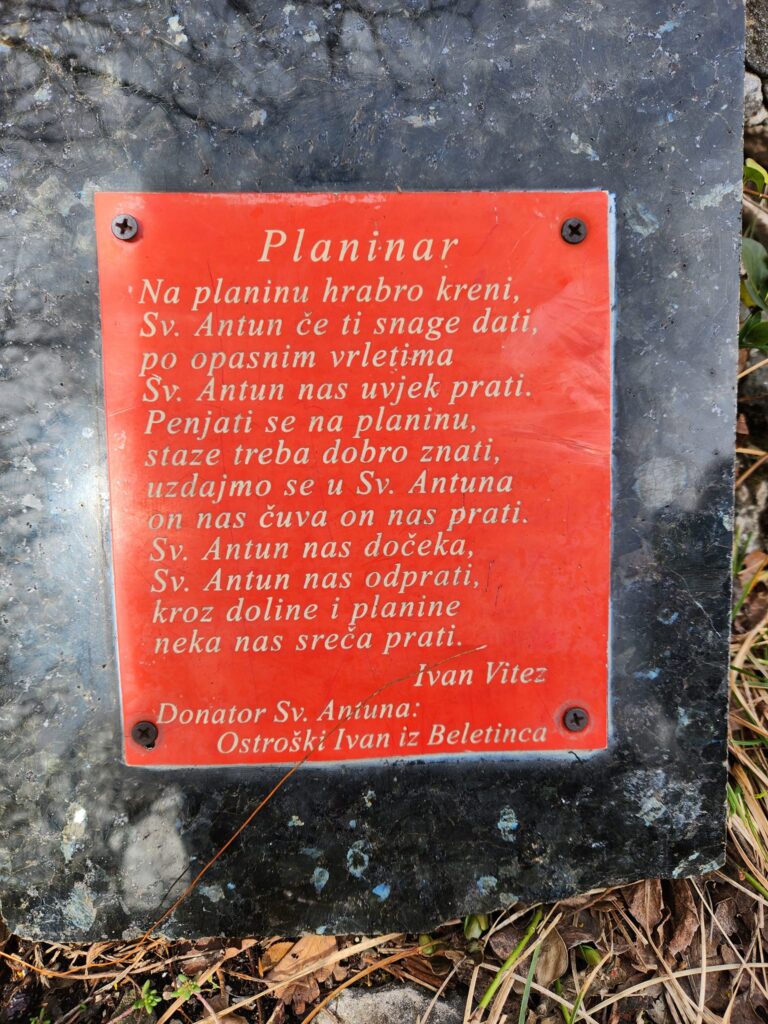 Planinar
Na planinu hrabro kreni,
Sv. Antun če ti snage dati,
po opasnim vrletima
Sv. Antun nas uvjek prati.
Penjati se na planinu,
staze treba dobro znati,
uzdajmo se u Sv. Antuna
on nas čuva on nas prati.
Sv. Antun nas dočeka,
Sv. Antun nas odprati,
kroz doline i planine
neka nas sreča prati.
Ivan Vitez
Donator Sv. Antuna:
Ostroški Ivan iz Beletinca